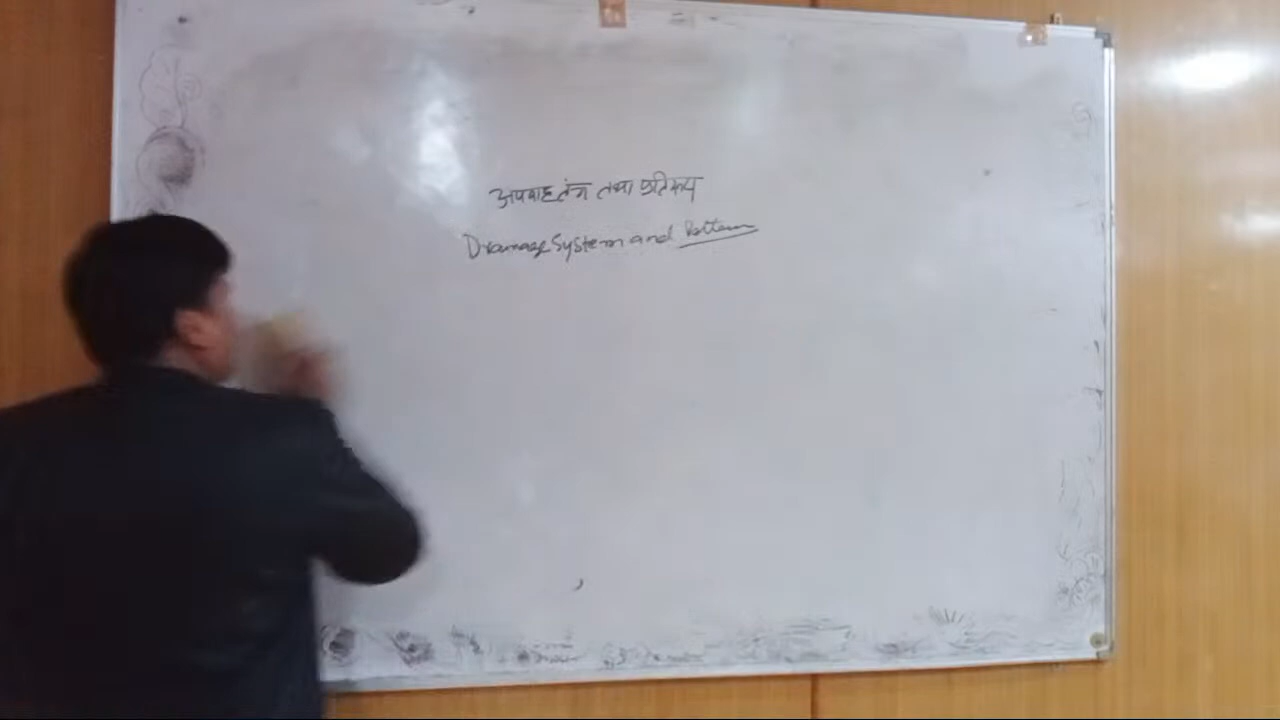 अपवाह तंत्र तथा प्रतिरूप
Drainage System and Pattern